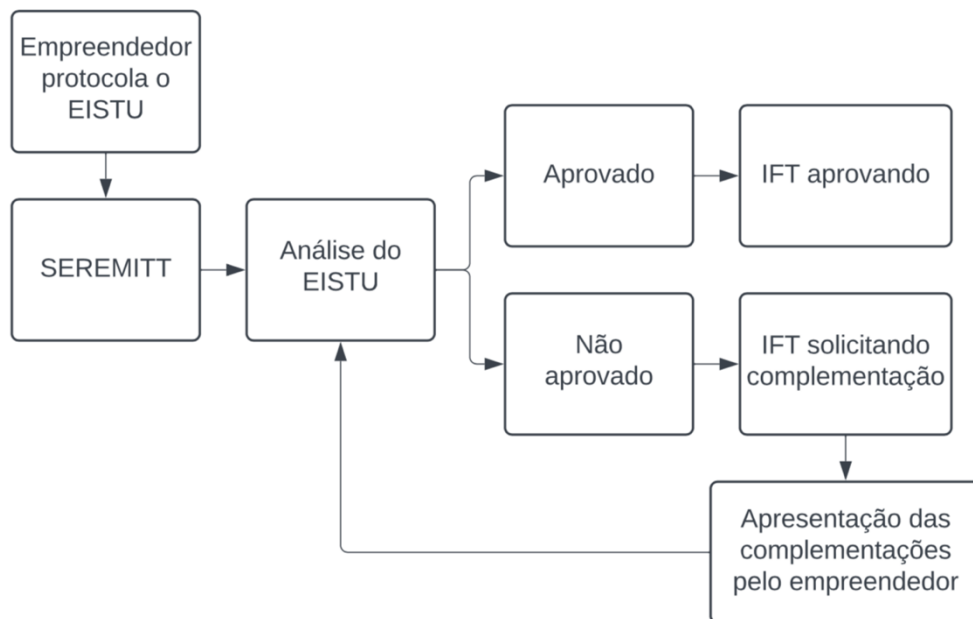 Empreendedor
protocola o
EISTU
SEREMITT
Análise do
EISTU
Aprovado
IFT aprovando
Não
aprovado
IFT solicitando
complementação
Apresentação das
complementações
pelo empreendedor